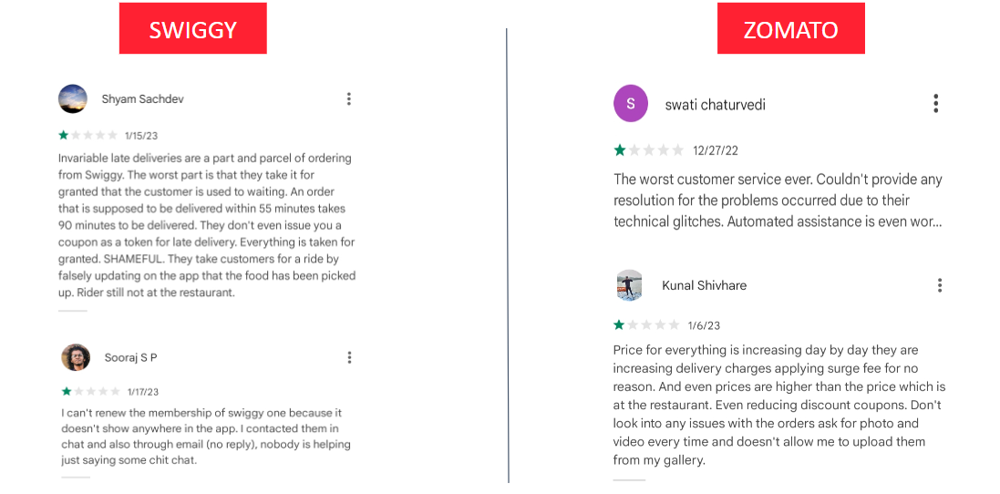 SWIGGY
Shyam Sachdev
1/15/23
Invariable late deliveries are a part and parcel of ordering
from Swiggy. The worst part is that they take it for
granted that the customer is used to waiting. An order
that is supposed to be delivered within 55 minutes takes
90 minutes to be delivered. They don't even issue you a
coupon as a token for late delivery. Everything is taken for
granted. SHAMEFUL. They take customers for a ride by
falsely updating on the app that the food has been picked
up. Rider still not at the restaurant.
Sooraj S P
1/17/23
I can't renew the membership of swiggy one because it
doesn't show anywhere in the app. I contacted them in
chat and also through email (no reply), nobody is helping
just saying some chit chat.
ZOMATO
S
swati chaturvedi
12/27/22
The worst customer service ever. Couldn't provide any
resolution for the problems occurred due to their
technical glitches. Automated assistance is even wor...
Kunal Shivhare
1/6/23
Price for everything is increasing day by day they are
increasing delivery charges applying surge fee for no
reason. And even prices are higher than the price which is
at the restaurant. Even reducing discount coupons. Don't
look into any issues with the orders ask for photo and
video every time and doesn't allow me to upload them
from my gallery.